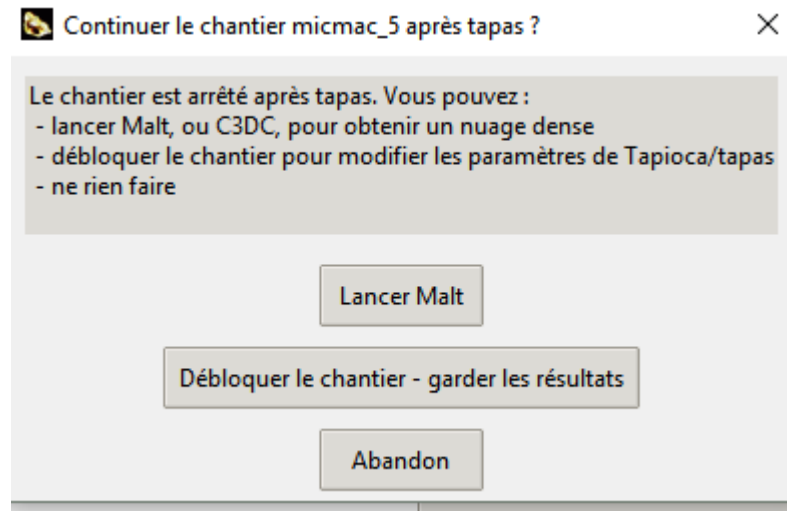 Continuer le chantier micmac_5 après tapas ?
Le chantier est arrêté après tapas. Vous pouvez :
- lancer Malt, ou C3DC, pour obtenir un nuage dense
- débloquer le chantier pour modifier les paramètres de Tapioca/tapas
- ne rien faire
Lancer Malt
Débloquer le chantier - garder les résultats
Abandon